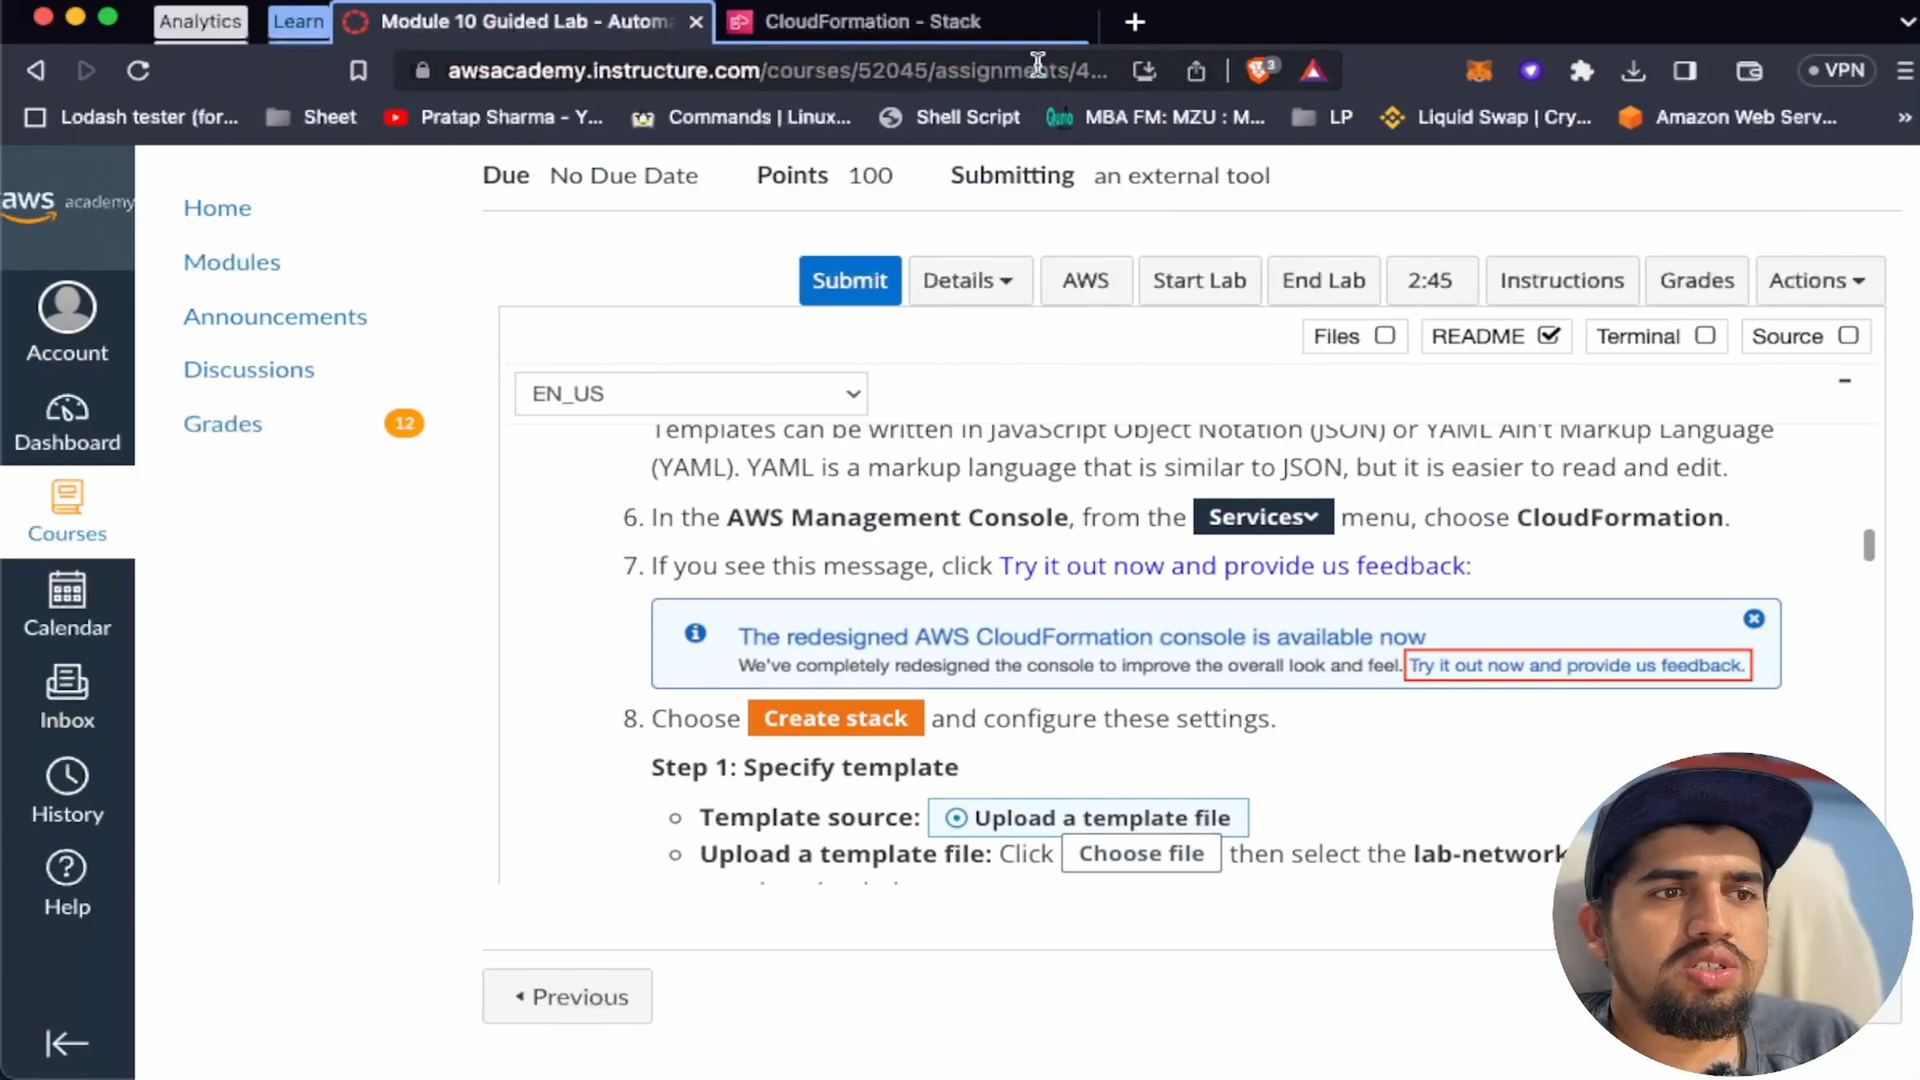 Analytics
Learn
Module 10 Guided Lab - Autom
CloudFormation - Stack
awsacademy.instructure.com/courses/52045/assignments/4...
3
VPN
Lodash tester (for...
Sheet
Pratap Sharma - Y...
Commands | Linux...
Shell Script
Quno
MBA FM: MZU : M...
LP
Liquid Swap | Cry...
Amazon Web Serv...
aws academy
Account
Dashboard
Courses
Calendar
Inbox
History
Help
Home
Modules
Announcements
Discussions
Grades 12
Due No Due Date Points 100 Submitting an external tool
Submit Details AWS Start Lab End Lab 2:45 Instructions Grades Actions
Files README Terminal Source
EN_US
Templates can be written in JavaScript Object Notation (JSON) or YAML Ain't Markup Language
(YAML). YAML is a markup language that is similar to JSON, but it is easier to read and edit.
6. In the AWS Management Console, from the Services menu, choose CloudFormation.
7. If you see this message, click Try it out now and provide us feedback:
The redesigned AWS CloudFormation console is available now
We've completely redesigned the console to improve the overall look and feel. Try it out now and provide us feedback.
8. Choose Create stack and configure these settings.
Step 1: Specify template
Template source: Upload a template file
Upload a template file: Click Choose file then select the lab-network
Previous